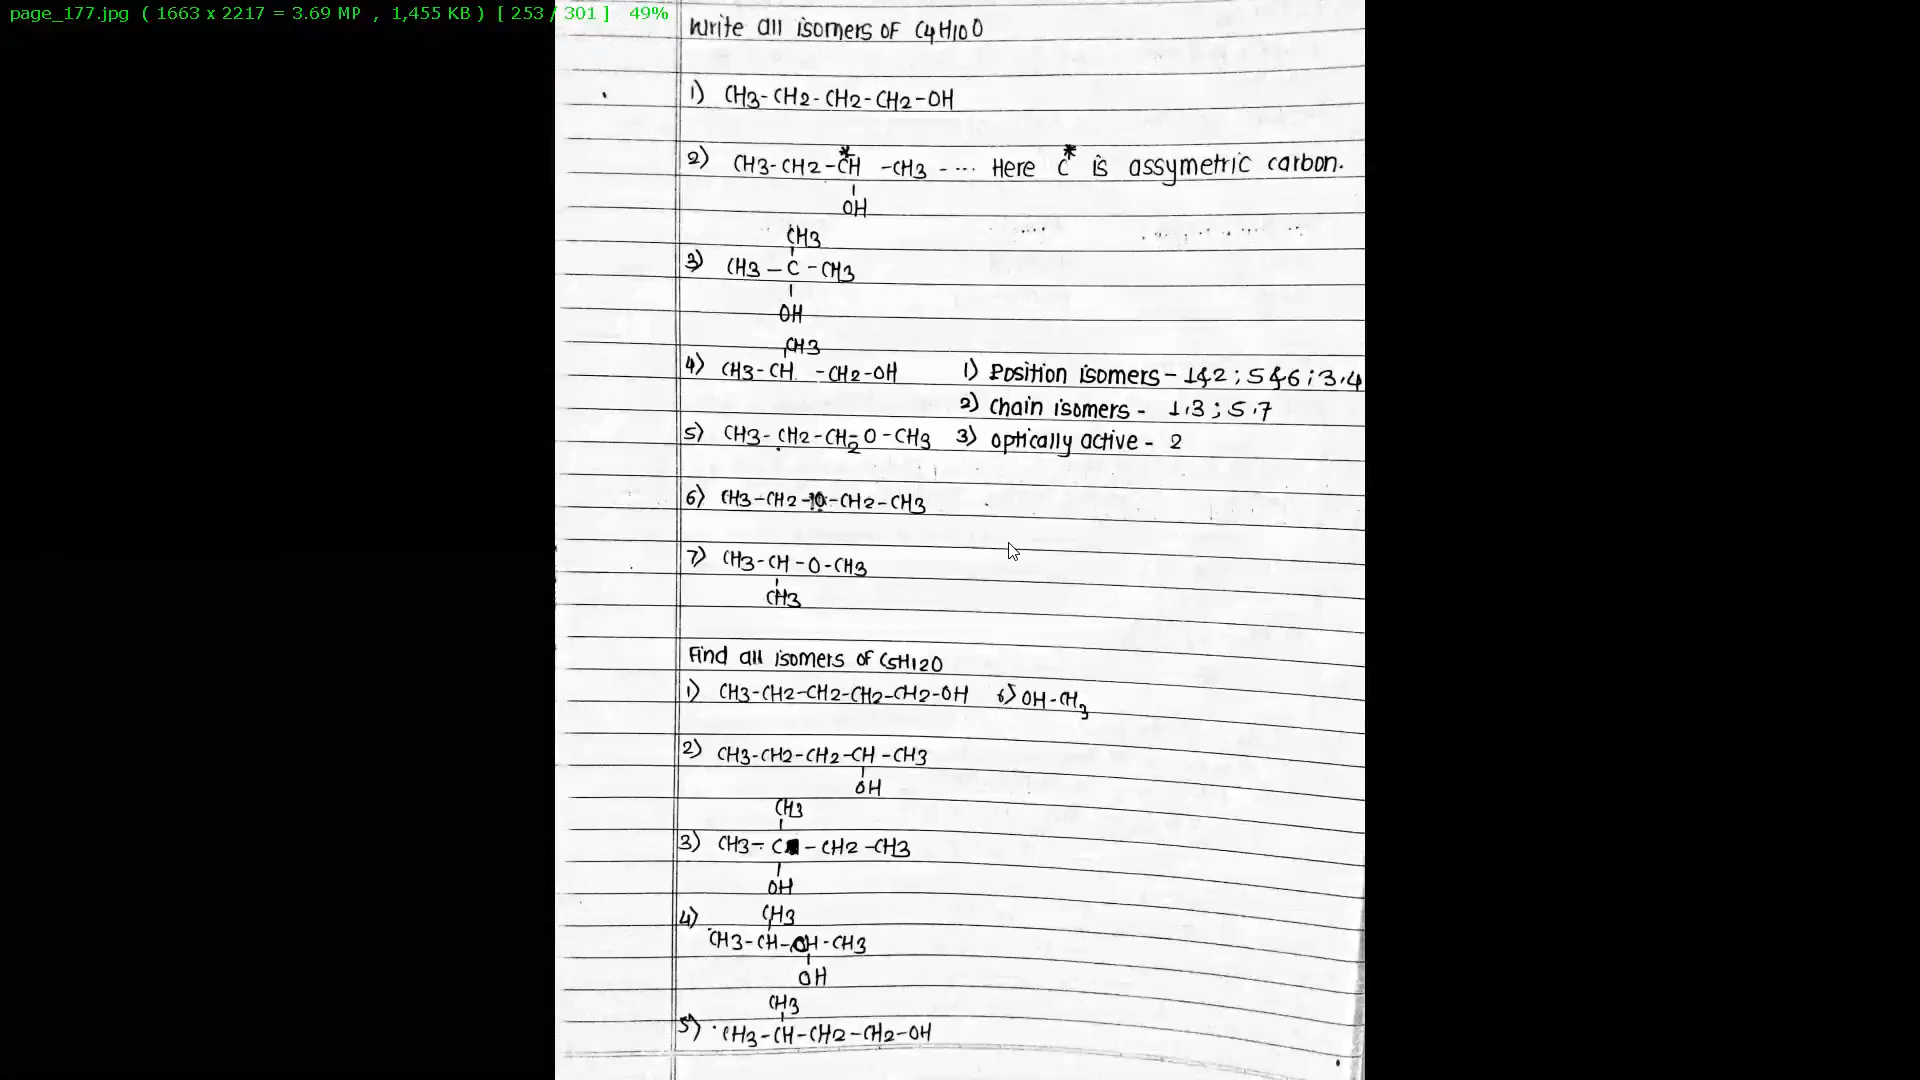 page_177.jpg ( 1663 x 2217 = 3.69 MP , 1,455 KB ) [ 253 / 301 ] 49%
Write all isomers OF C4H10O
1) CH3-CH2-CH2-CH2-OH
2) CH3-CH2-CH -CH3 - ... Here C* is assymetric carbon.
*
OH
CH3
3) CH3-C-CH3
OH
CH3
4) CH3-CH -CH2-OH 1) Position isomers - 1&2 ; 5&6 ; 3.4
2) Chain isomers - 1.3 ; 5.7
5) CH3-CH2-CH2-O-CH3 3) optically active - 2
6) CH3-CH2-O-CH2-CH3
7) CH3-CH-O-CH3
CH3
Find all isomers of C5H12O
1) CH3-CH2-CH2-CH2-CH2-OH 6) OH-CH3
2) CH3-CH2-CH2-CH-CH3
OH
CH3
3) CH3-C-CH2-CH3
OH
4) CH3
CH3-CH-CH-CH3
OH
CH3
5) CH3-CH-CH2-CH2-OH